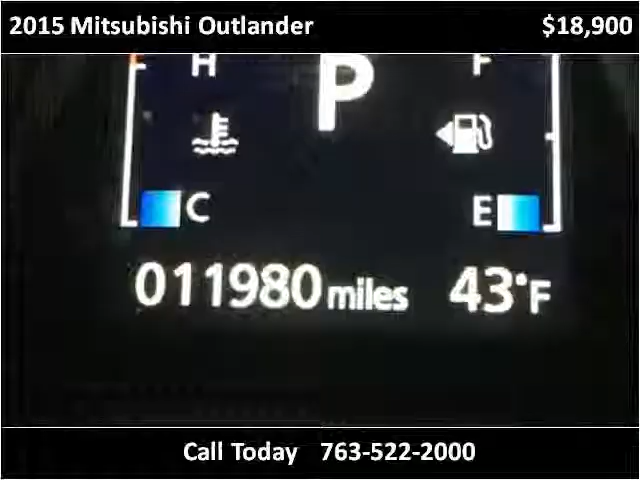 2015 Mitsubishi Outlander $18,900
H P F
C E
011980 miles 43°F
Call Today 763-522-2000